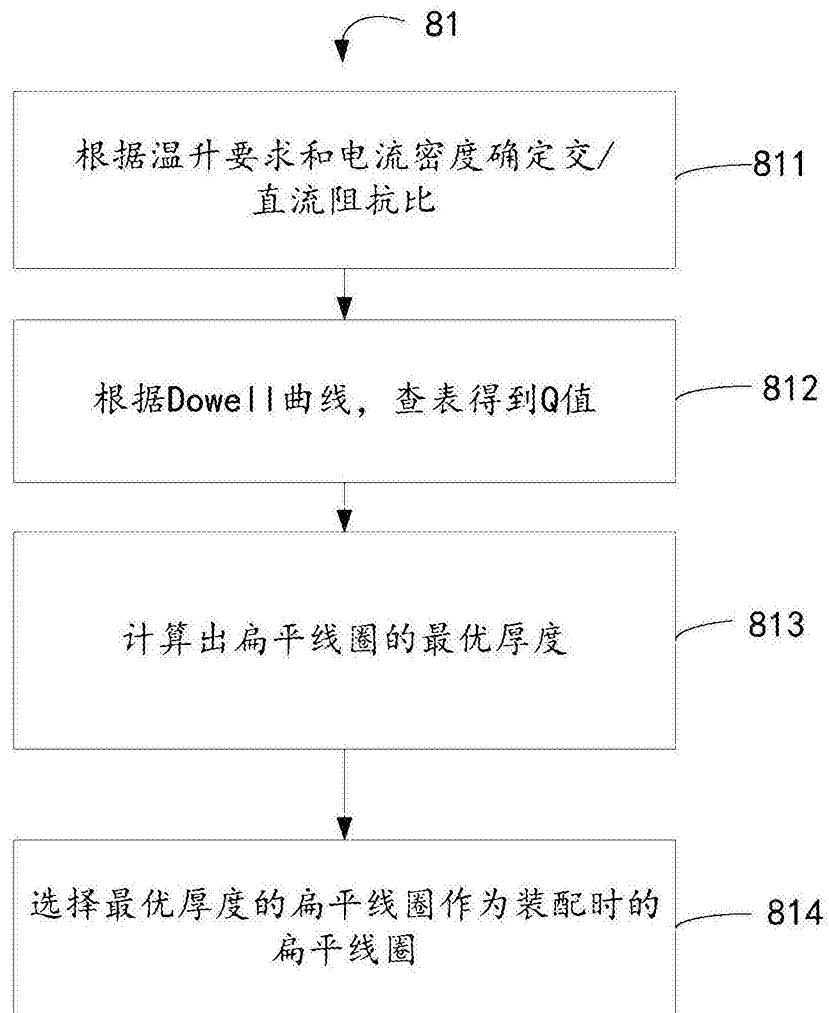 81
根据温升要求和电流密度确定交/
直流阻抗比
811
根据Dowell曲线，查表得到Q值
812
计算出扁平线圈的最优厚度
813
选择最优厚度的扁平线圈作为装配时的
扁平线圈
814